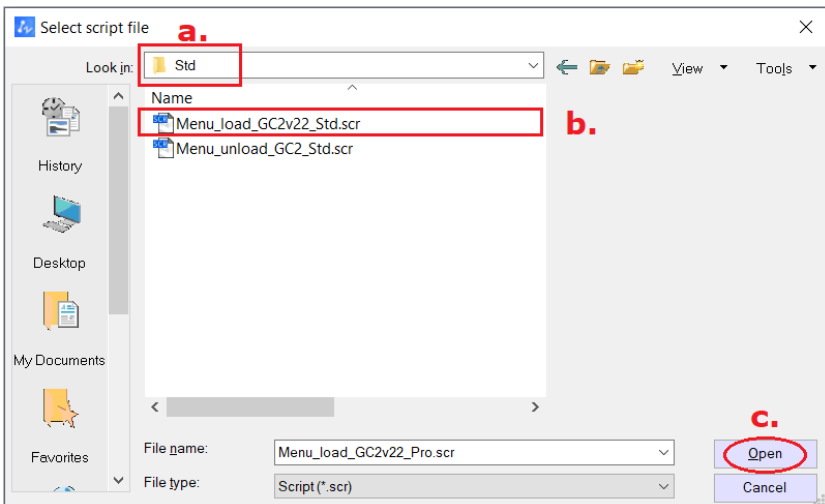 Select script file
a.
Look in:
Std
View
Tools
Name
Menu_load_GC2v22_Std.scr
b.
Menu_unload_GC2_Std.scr
History
Desktop
My Documents
Favorites
c.
File name:
Menu_load_GC2v22_Pro.scr
Open
File type:
Script (*.scr)
Cancel